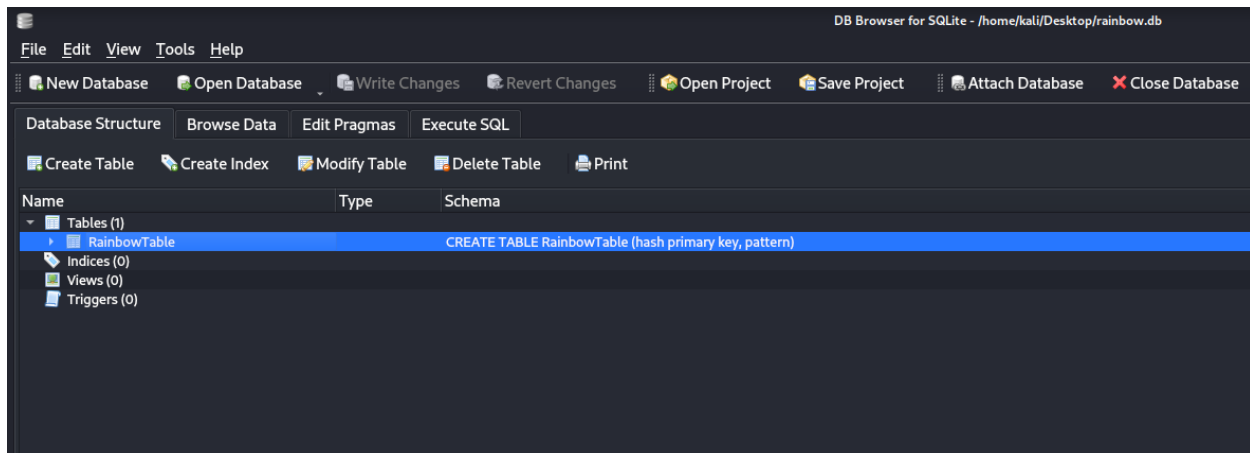 DB Browser for SQLite - /home/kali/Desktop/rainbow.db
File Edit View Tools Help
New Database Open Database Write Changes Revert Changes Open Project Save Project Attach Database Close Database
Database Structure Browse Data Edit Pragmas Execute SQL
Create Table Create Index Modify Table Delete Table Print
Name Type Schema
Tables (1)
RainbowTable CREATE TABLE RainbowTable (hash primary key, pattern)
Indices (0)
Views (0)
Triggers (0)